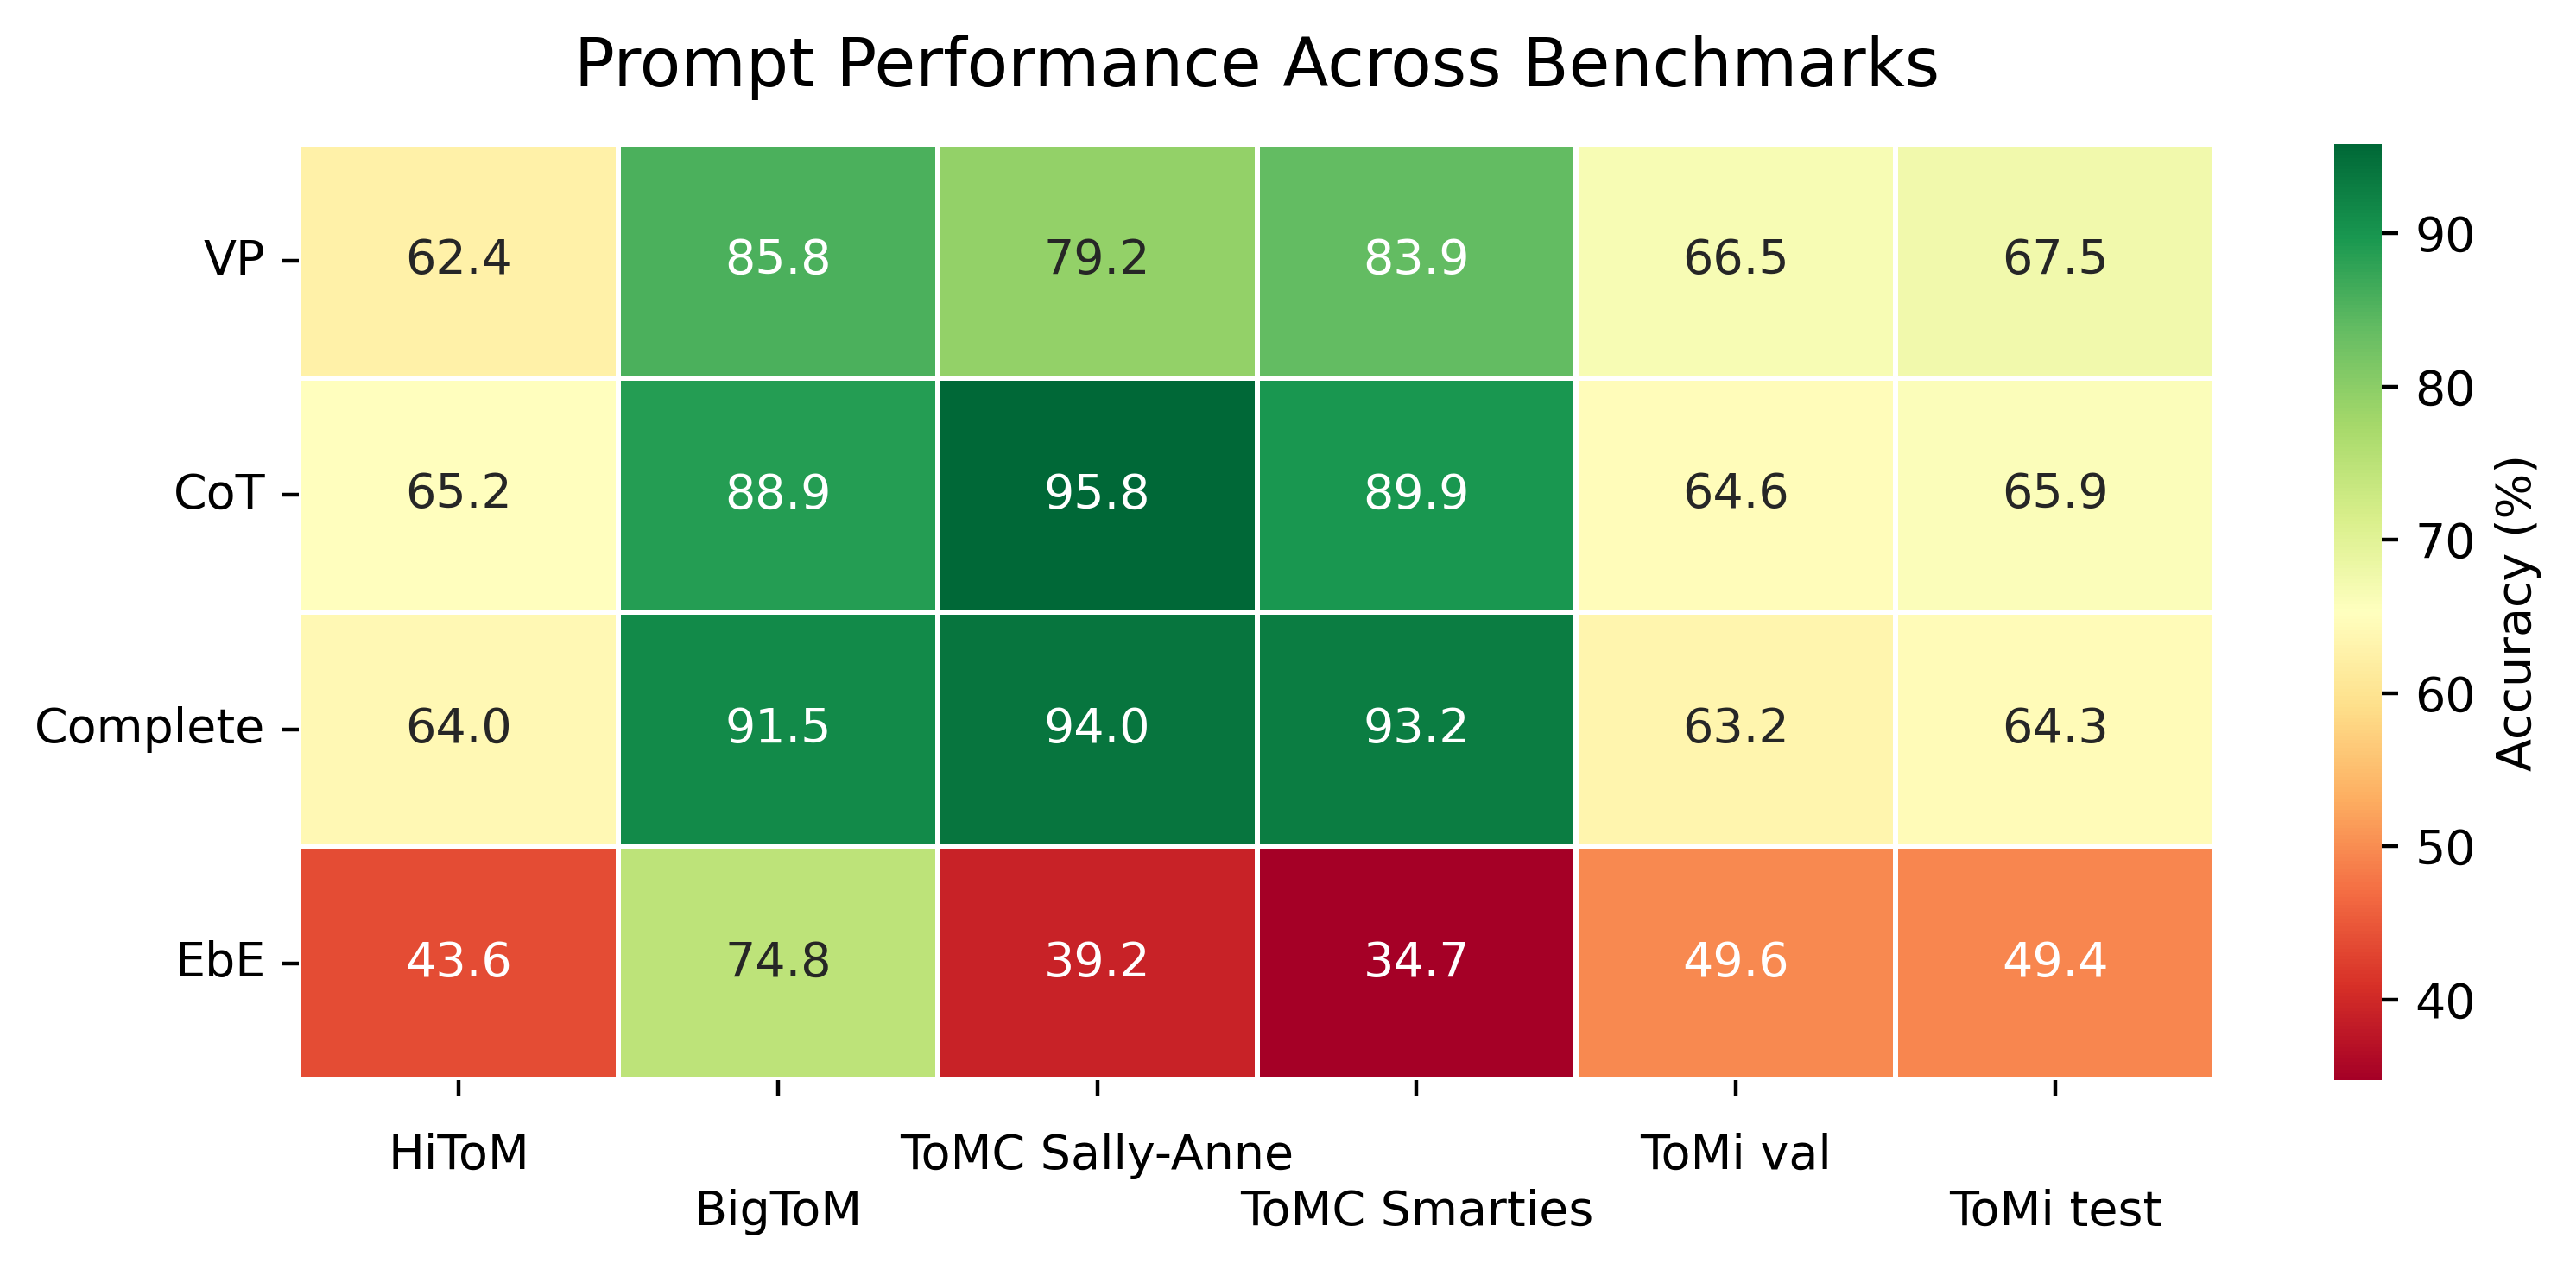 Prompt Performance Across Benchmarks
VP 62.4 85.8 79.2 83.9 66.5 67.5
CoT 65.2 88.9 95.8 89.9 64.6 65.9
Complete 64.0 91.5 94.0 93.2 63.2 64.3
EbE 43.6 74.8 39.2 34.7 49.6 49.4
HiToM
BigToM
ToMC Sally-Anne
ToMC Smarties
ToMi val
ToMi test
90
80
70
60
50
40
Accuracy (%)